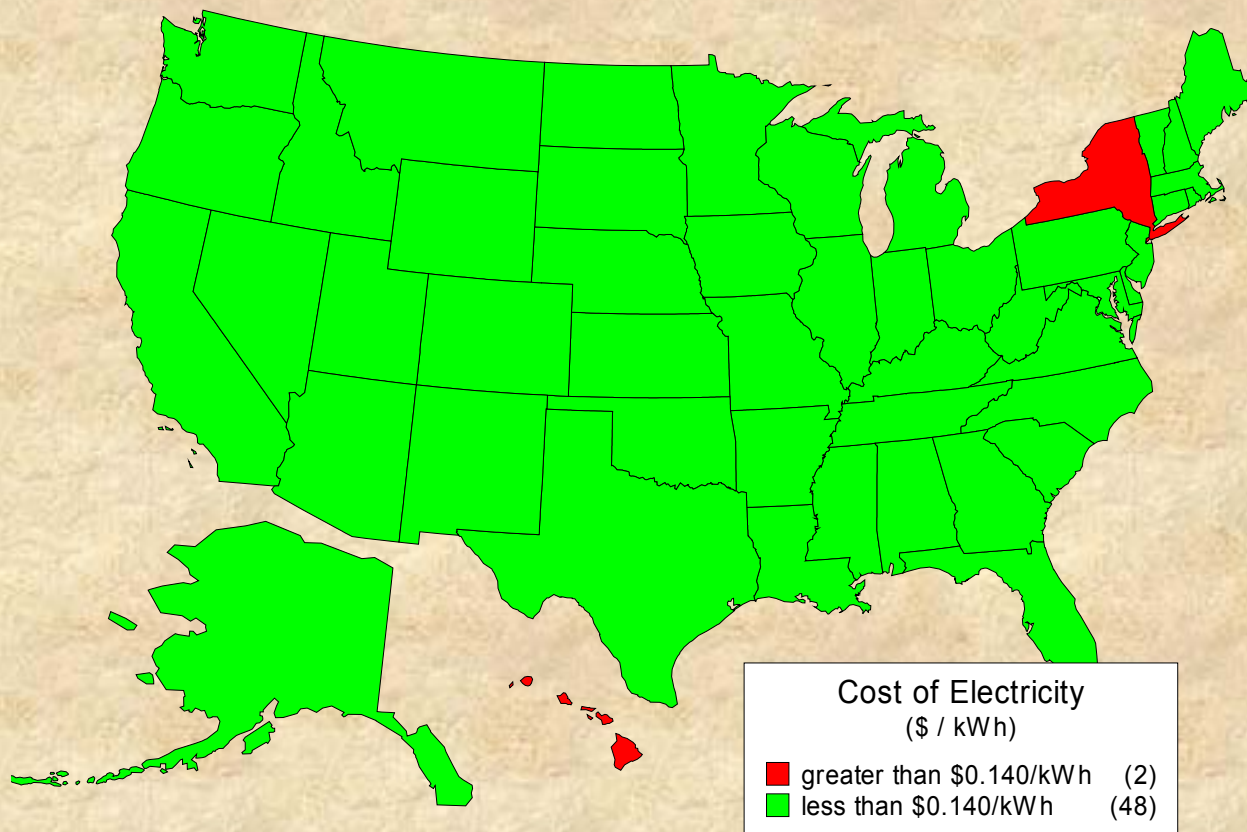 Cost of Electricity
($ / kWh)
greater than $0.140/kWh (2)
less than $0.140/kWh (48)